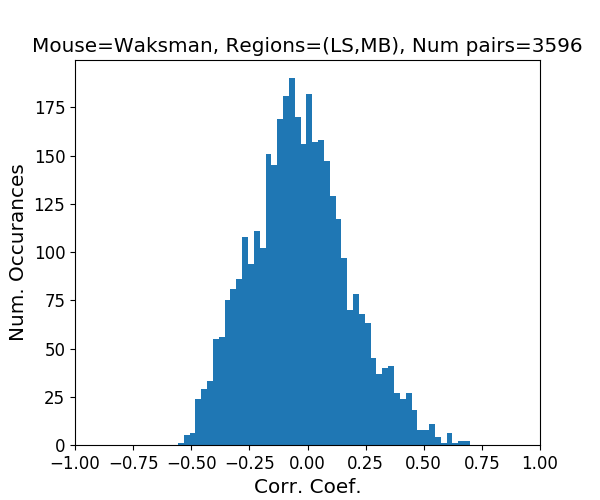 Mouse=Waksman, Regions=(LS,MB), Num pairs=3596
Num. Occurances
175
150
125
100
75
50
25
0
−1.00 −0.75 −0.50 −0.25 0.00 0.25 0.50 0.75 1.00
Corr. Coef.